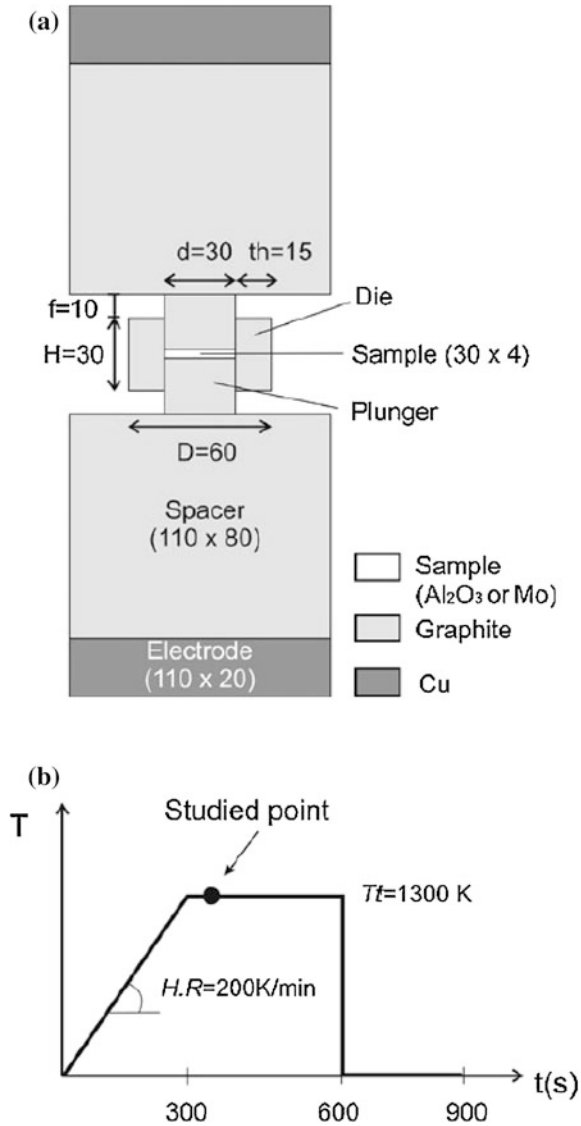 (a)
d=30 th=15
f=10
H=30
Die
Sample (30 x 4)
Plunger
D=60
Spacer
(110 x 80)
Electrode
(110 x 20)
Sample
(Al₂O₃ or Mo)
Graphite
Cu
(b)
T
Studied point
Tt=1300 K
H.R=200K/min
t(s)
300 600 900